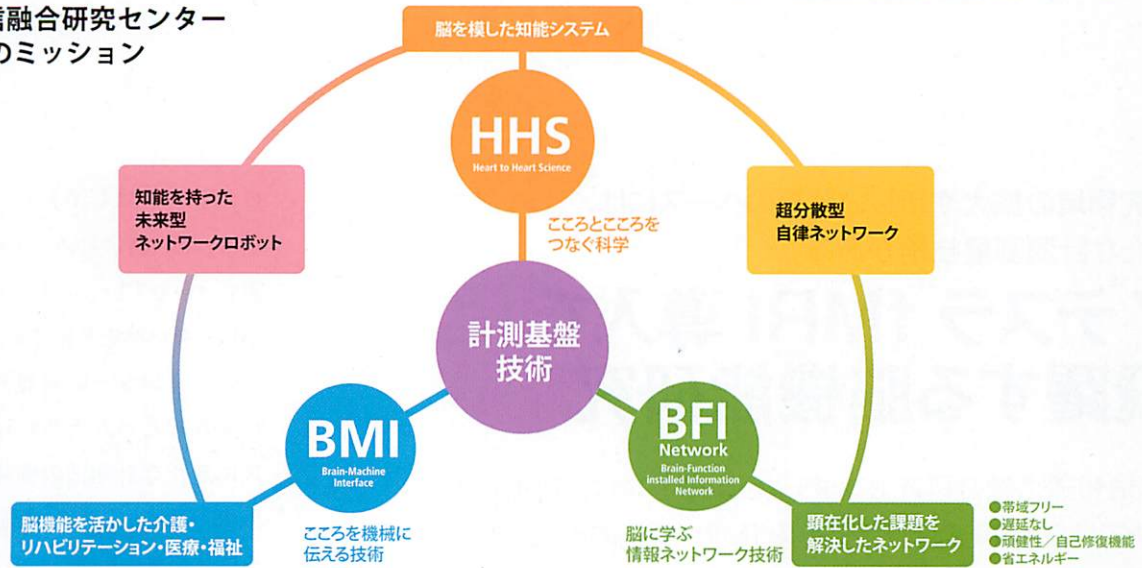 信融合研究センター
のミッション
脳を模した知能システム
HHS
Heart to Heart Science
こころとこころを
つなぐ科学
知能を持った
未来型
ネットワークロボット
超分散型
自律ネットワーク
計測基盤
技術
BMI
Brain-Machine
Interface
こころを機械に
伝える技術
BFI
Network
Brain-Function
installed Information
Network
脳に学ぶ
情報ネットワーク技術
脳機能を活かした介護・
リハビリテーション・医療・福祉
顕在化した課題を
解決したネットワーク
●帯域フリー
●遅延なし
●頑健性／自己修復機能
●省エネルギー